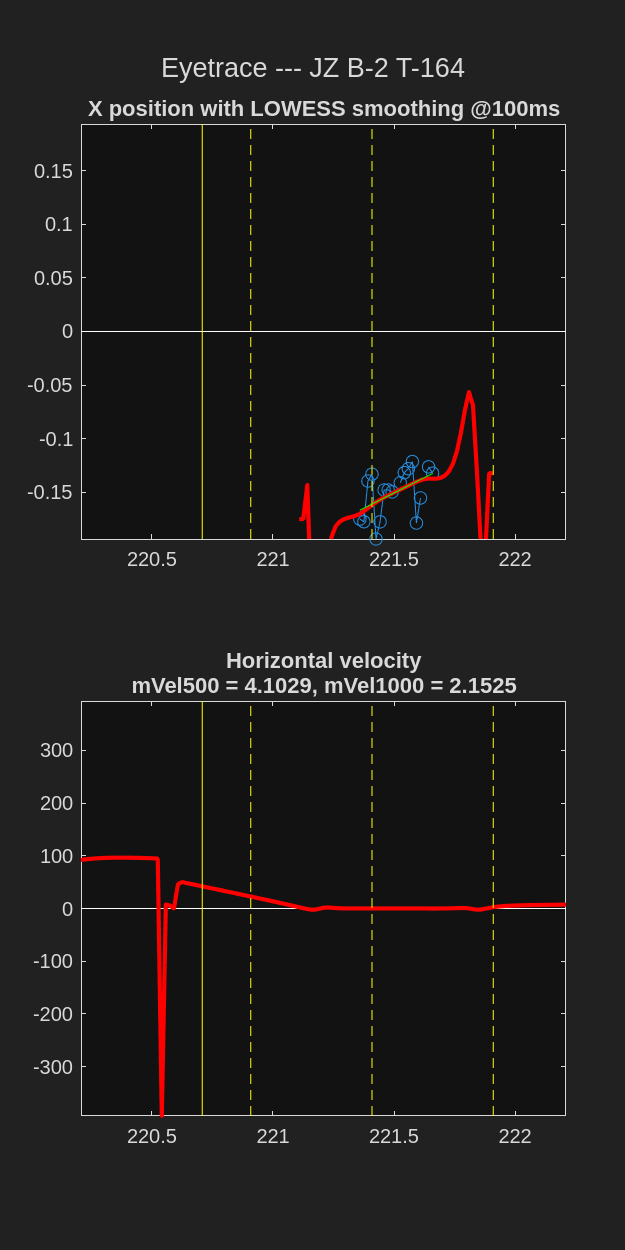 Eyetrace --- JZ B-2 T-164
X position with LOWESS smoothing @100ms
0.15
0.1
0.05
0
-0.05
-0.1
-0.15
220.5 221 221.5 222
Horizontal velocity
mVel500 = 4.1029, mVel1000 = 2.1525
300
200
100
0
-100
-200
-300
220.5 221 221.5 222